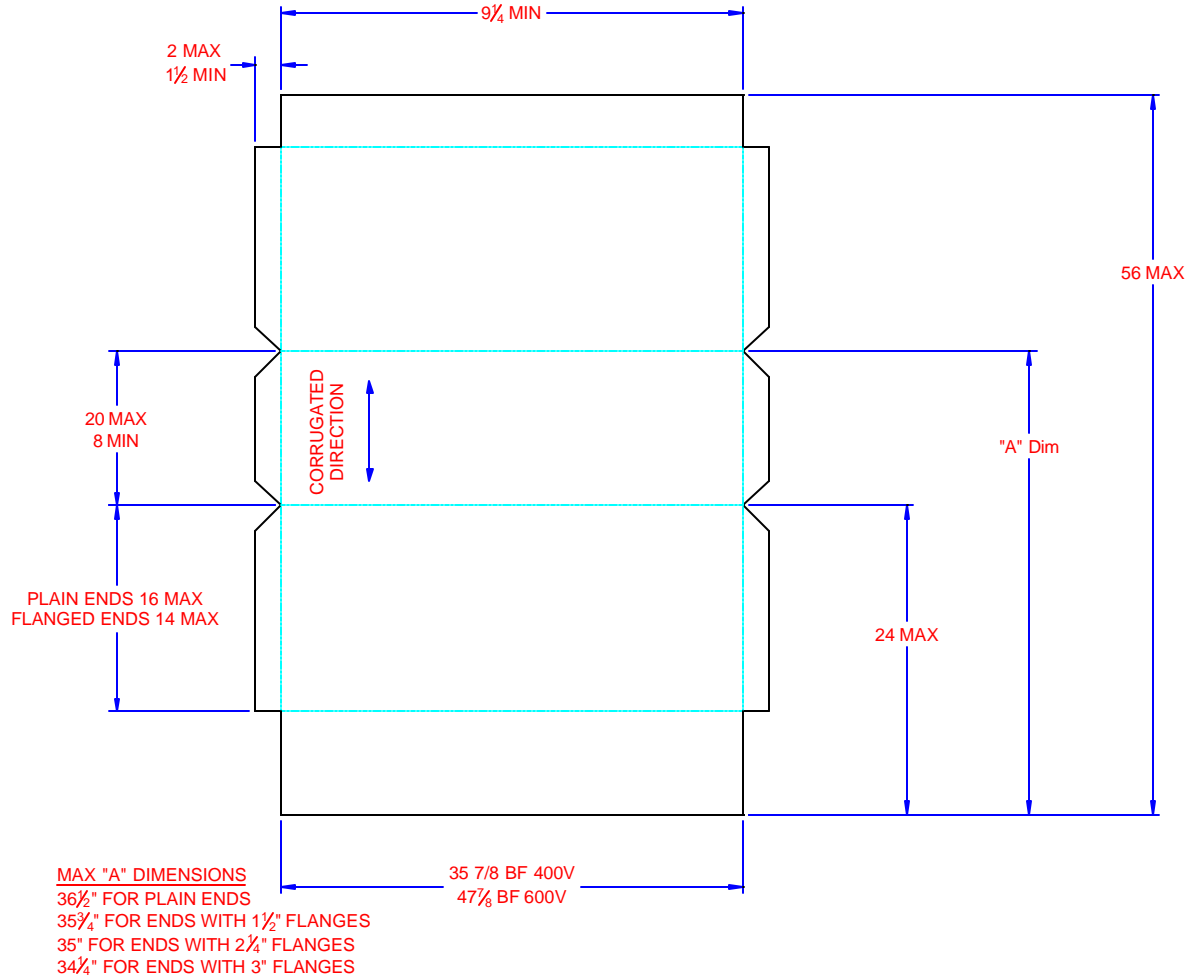 9¼ MIN
2 MAX
1½ MIN
56 MAX
20 MAX
8 MIN
CORRUGATED
DIRECTION
"A" Dim
PLAIN ENDS 16 MAX
FLANGED ENDS 14 MAX
24 MAX
35 7/8 BF 400V
47⅞ BF 600V
MAX "A" DIMENSIONS
36½" FOR PLAIN ENDS
35¾" FOR ENDS WITH 1½" FLANGES
35" FOR ENDS WITH 2¼" FLANGES
34¼" FOR ENDS WITH 3" FLANGES